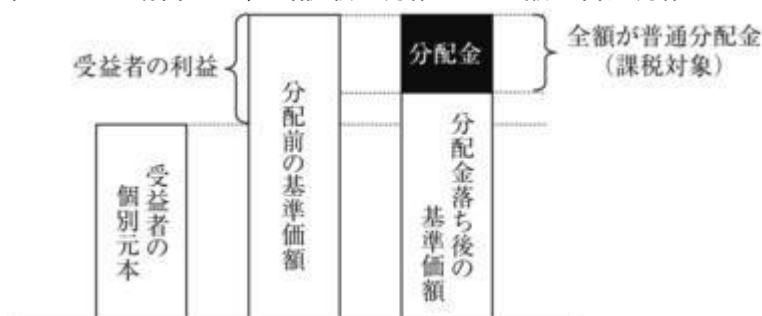 受益者の利益
分配金
全額が普通分配金
（課税対象）
受益者の
個別元本
分配前の基準価額
分配金落ち後の
基準価額